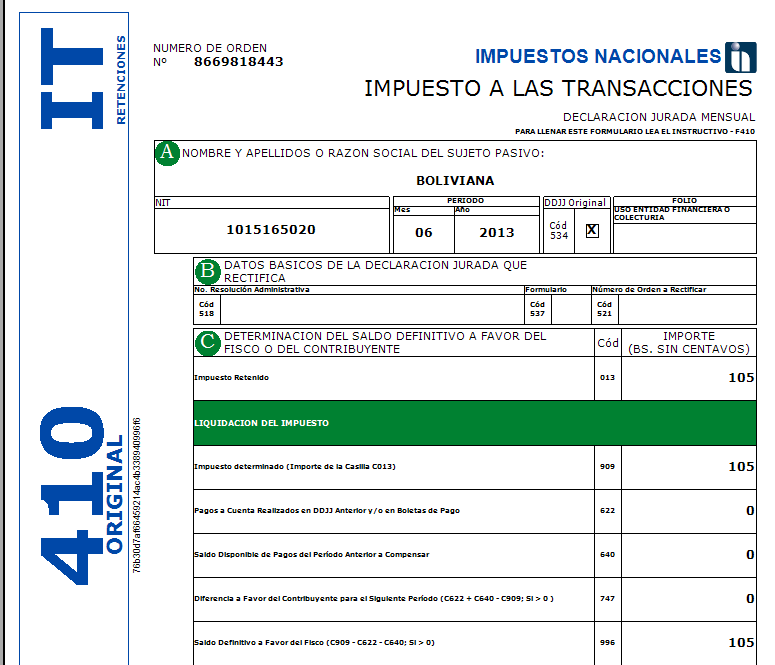 IT
RETENCIONES
410
ORIGINAL
NUMERO DE ORDEN
Nº 8669818443
IMPUESTOS NACIONALES
IMPUESTO A LAS TRANSACCIONES
DECLARACION JURADA MENSUAL
PARA LLENAR ESTE FORMULARIO LEA EL INSTRUCTIVO - F410
A NOMBRE Y APELLIDOS O RAZON SOCIAL DEL SUJETO PASIVO:
BOLIVIANA
NIT
1015165020
PERIODO
Mes Año
06 2013
DDJJ Original
Cód
534 X
FOLIO
USO ENTIDAD FINANCIERA O
COLECTURIA
B DATOS BASICOS DE LA DECLARACION JURADA QUE
RECTIFICA
No. Resolución Administrativa Formulario Número de Orden a Rectificar
Cód Cód Cód
518 537 521
C DETERMINACION DEL SALDO DEFINITIVO A FAVOR DEL
FISCO O DEL CONTRIBUYENTE
Cód
IMPORTE
(BS. SIN CENTAVOS)
Impuesto Retenido 013 105
LIQUIDACION DEL IMPUESTO
Impuesto determinado (Importe de la Casilla C013) 909 105
Pagos a Cuenta Realizados en DDJJ Anterior y/o en Boletas de Pago 622 0
Saldo Disponible de Pagos del Período Anterior a Compensar 640 0
Diferencia a Favor del Contribuyente para el Siguiente Período (C622 + C640 - C909; Si > 0 ) 747 0
Saldo Definitivo a Favor del Fisco (C909 - C622 - C640; Si > 0) 996 105